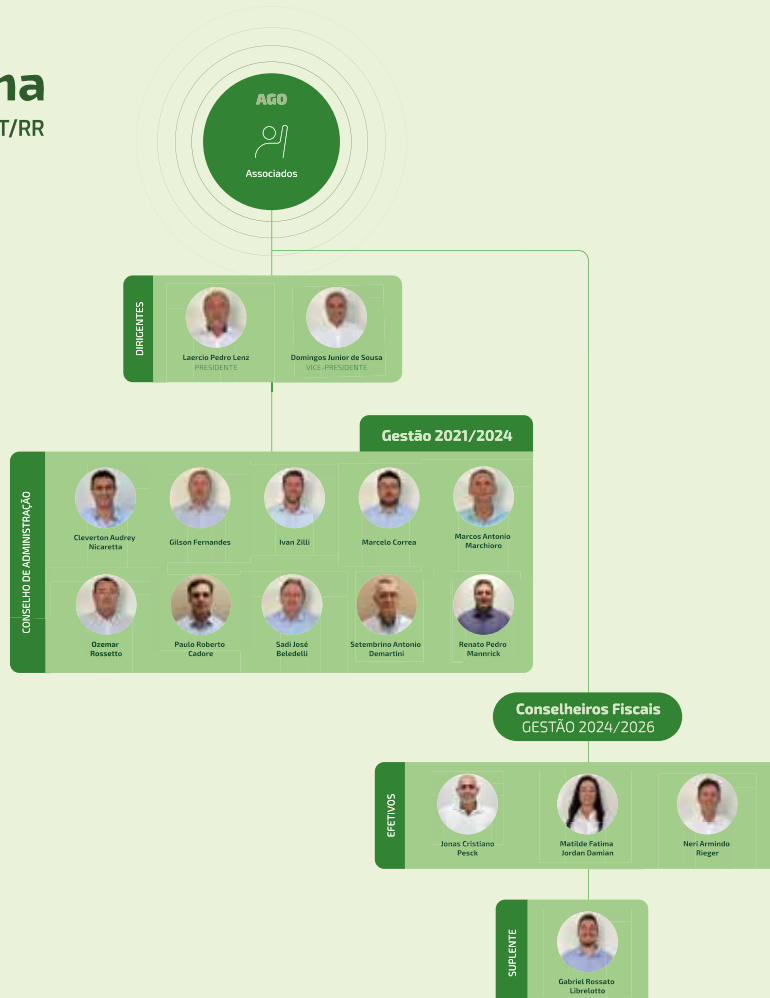 na
T/RR
AGO
Associados
DIRIGENTES
Laercio Pedro Lenz
PRESIDENTE
Domingos Junior de Sousa
VICE-PRESIDENTE
Gestão 2021/2024
CONSELHO DE ADMINISTRAÇÃO
Cleverton Audrey
Nicaretta
Gilson Fernandes
Ivan Zilli
Marcelo Correa
Marcos Antonio
Marchioro
Ozemar
Rossetto
Paulo Roberto
Cadore
Sadi José
Beledelli
Setembrino Antonio
Demartini
Renato Pedro
Mannrick
Conselheiros Fiscais
GESTÃO 2024/2026
EFETIVOS
Jonas Cristiano
Pesck
Matilde Fatima
Jordan Damian
Neri Armindo
Rieger
SUPLENTE
Gabriel Rossato
Librelotto